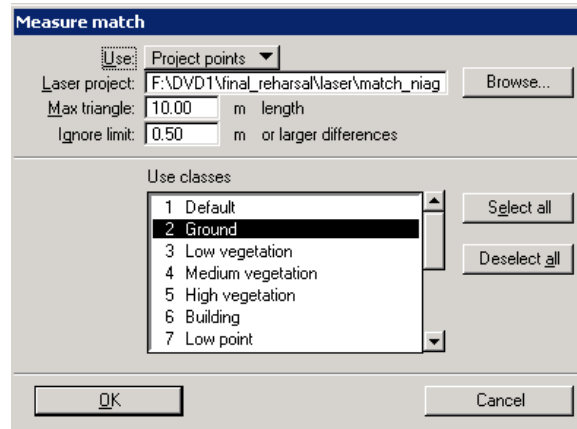 Measure match
Use: Project points
Laser project: F:\DVD1\final_reharsal\laser\match_niag Browse...
Max triangle: 10.00 m length
Ignore limit: 0.50 m or larger differences
Use classes
1 Default
2 Ground
3 Low vegetation
4 Medium vegetation
5 High vegetation
6 Building
7 Low point
Select all
Deselect all
OK Cancel